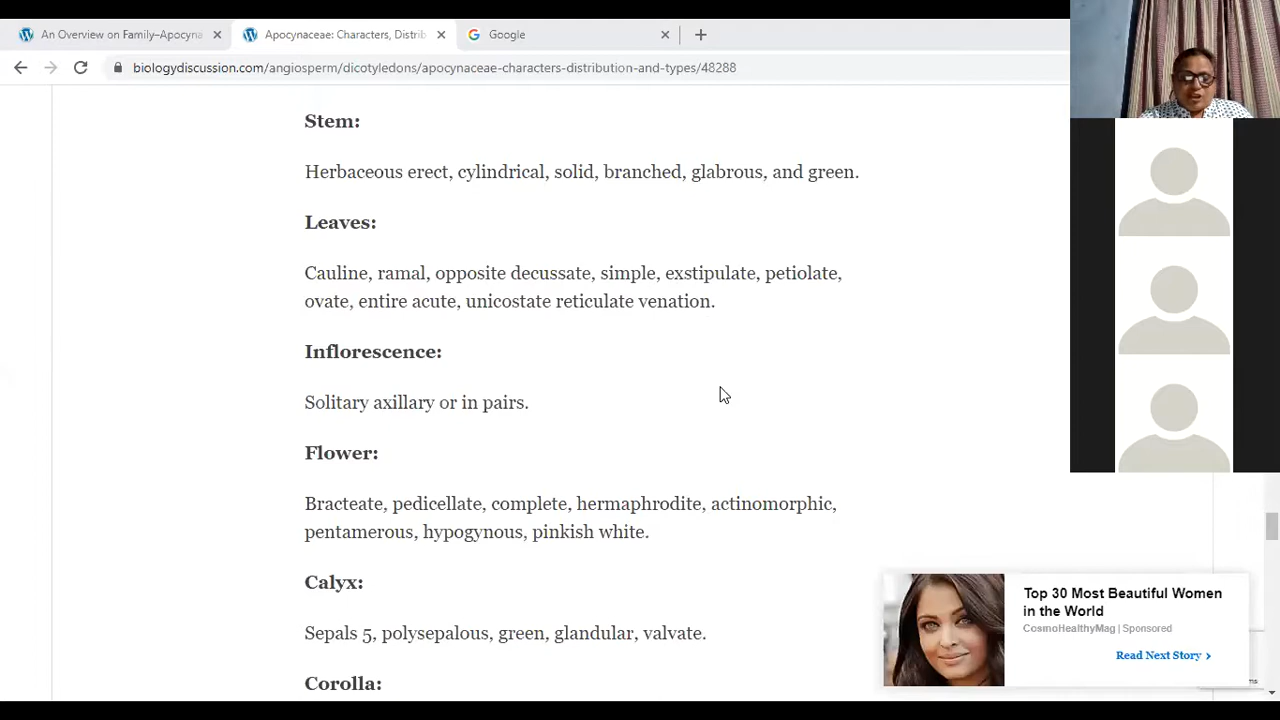 An Overview on Family–Apocyna
Apocynaceae: Characters, Distrib
Google
biologydiscussion.com/angiosperm/dicotyledons/apocynaceae-characters-distribution-and-types/48288
Stem:
Herbaceous erect, cylindrical, solid, branched, glabrous, and green.
Leaves:
Cauline, ramal, opposite decussate, simple, exstipulate, petiolate,
ovate, entire acute, unicostate reticulate venation.
Inflorescence:
Solitary axillary or in pairs.
Flower:
Bracteate, pedicellate, complete, hermaphrodite, actinomorphic,
pentamerous, hypogynous, pinkish white.
Calyx:
Sepals 5, polysepalous, green, glandular, valvate.
Corolla:
Top 30 Most Beautiful Women
in the World
CosmoHealthyMag | Sponsored
Read Next Story